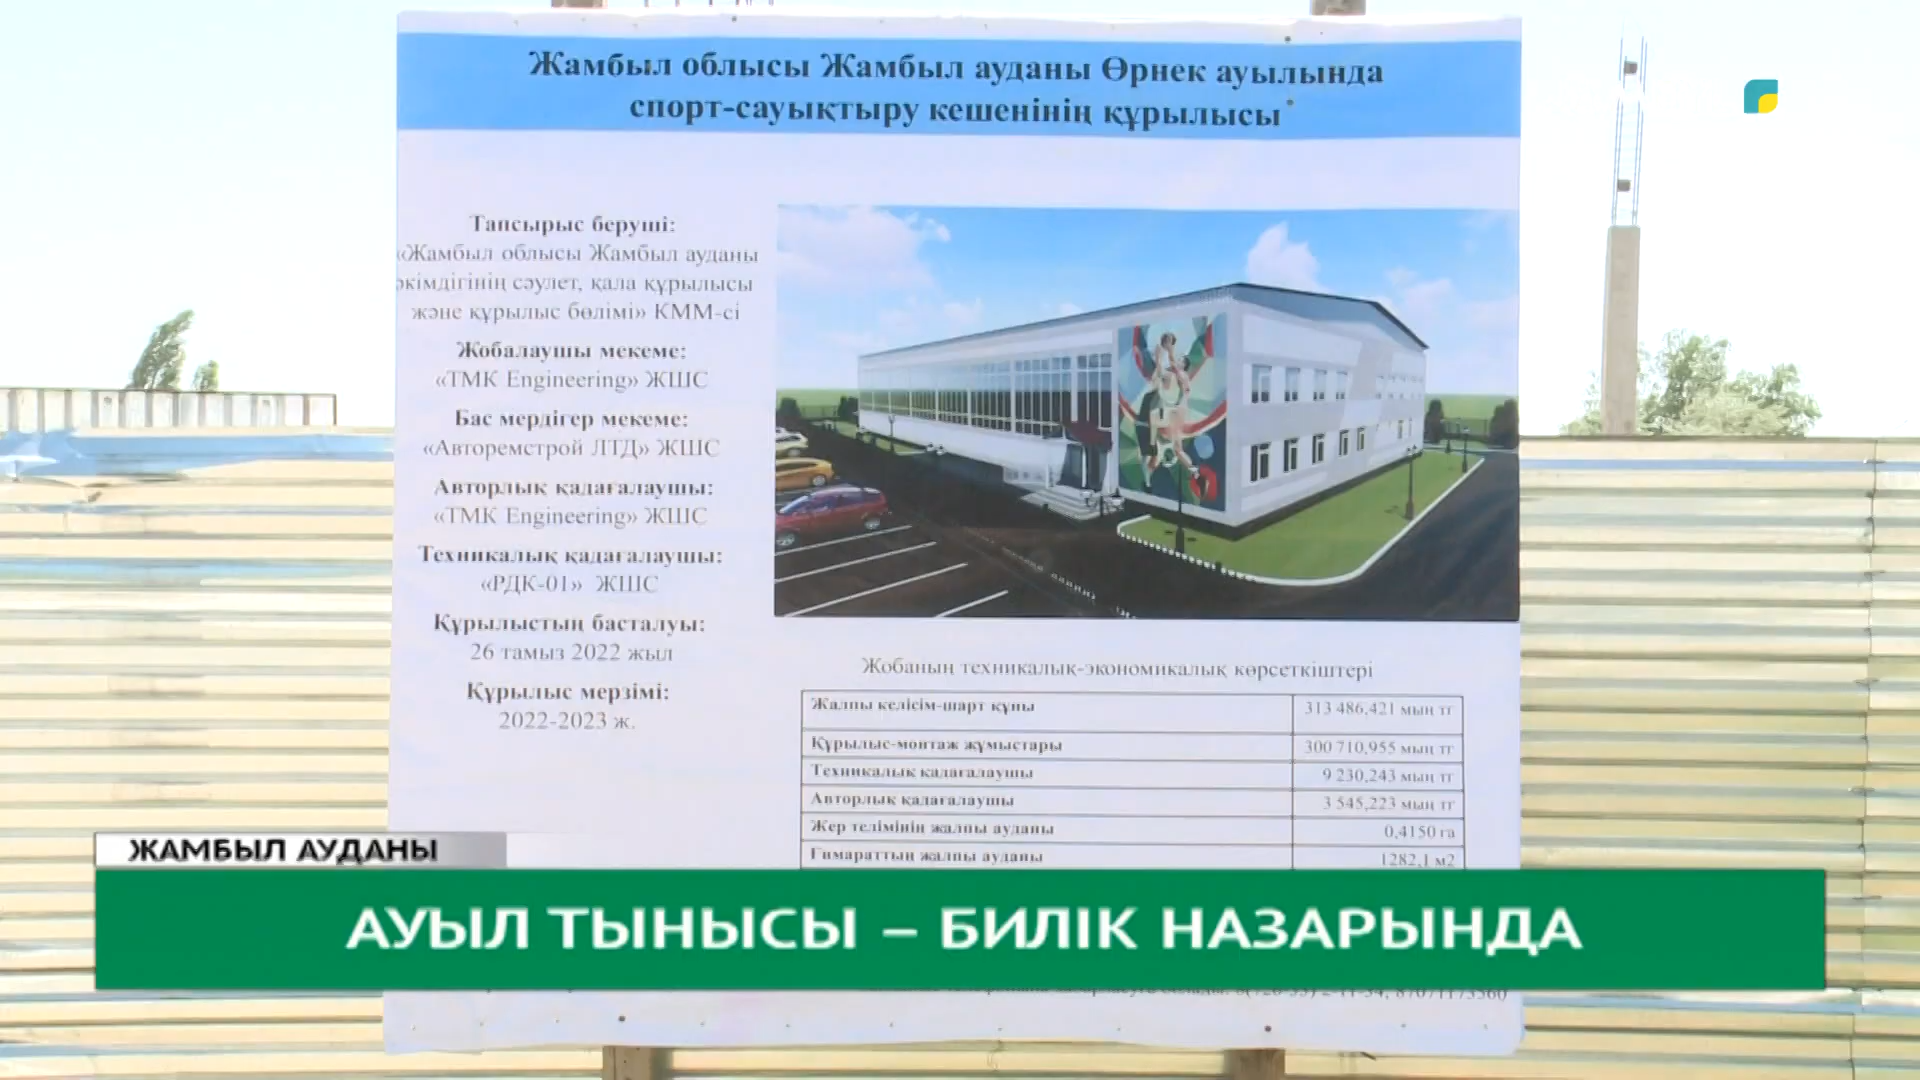 Жамбыл облысы Жамбыл ауданы Өрнек ауылында
спорт-сауықтыру кешенінің құрылысы
Тапсырыс беруші:
«Жамбыл облысы Жамбыл ауданы
әкімдігінің сәулет, қала құрылысы
және құрылыс бөлімі» КММ-сі
Жобалаушы мекеме:
«ТМК Engineering» ЖШС
Бас мердігер мекеме:
«Авторемстрой ЛТД» ЖШС
Авторлық қадағалаушы:
«ТМК Engineering» ЖШС
Техникалық қадағалаушы:
«РДК-01» ЖШС
Құрылыстың басталуы:
26 тамыз 2022 жыл
Құрылыс мерзімі:
2022-2023 ж.
Жобаның техникалық-экономикалық көрсеткіштері
Жалпы келісім-шарт құны 313 486,421 мың тг
Құрылыс-монтаж жұмыстары 300 710,955 мың тг
Техникалық қадағалаушы 9 230,243 мың тг
Авторлық қадағалаушы 3 545,223 мың тг
Жер телімінің жалпы ауданы 0,4150 га
Ғимараттың жалпы ауданы 1282,1 м2
ЖАМБЫЛ АУДАНЫ
АУЫЛ ТЫНЫСЫ – БИЛІК НАЗАРЫНДА